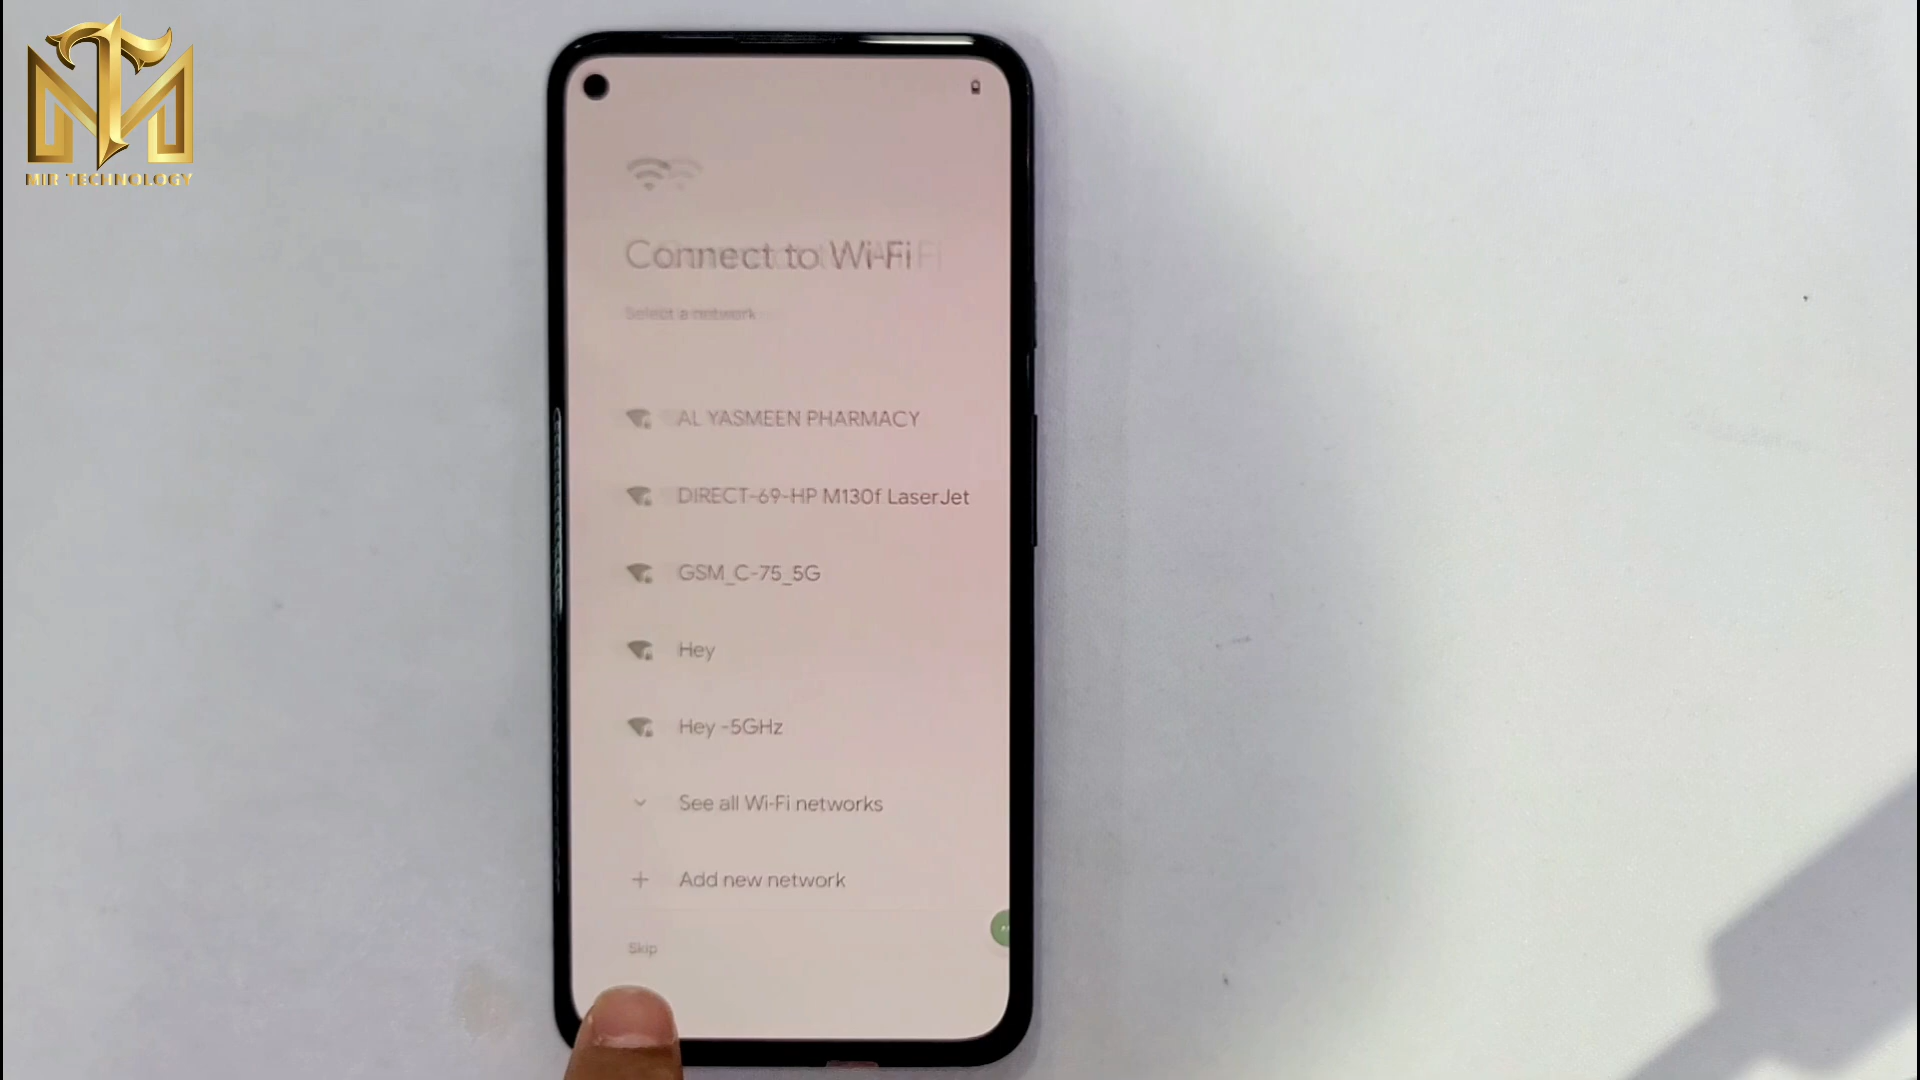 MIR TECHNOLOGY
Connect to Wi-Fi
Select a network
AL YASMEEN PHARMACY
DIRECT-69-HP M130f LaserJet
GSM_C-75_5G
Hey
Hey -5GHz
See all Wi-Fi networks
Add new network
Skip